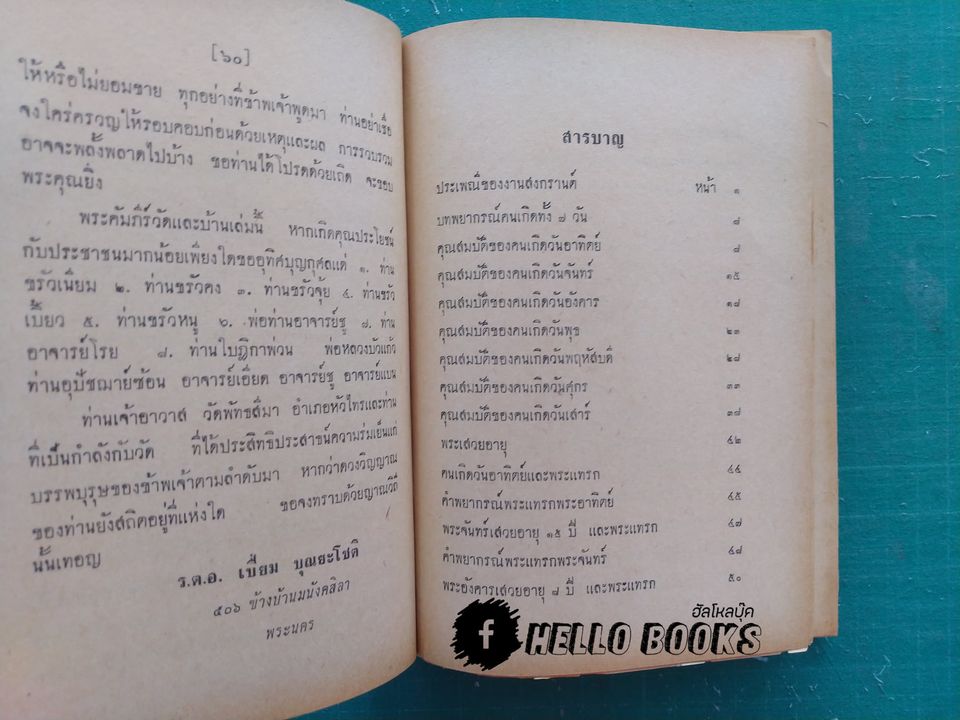 [๖๐]
ให้หรือไม่ยอมขาย ทุกอย่างที่ข้าพเจ้าพูดมา ท่านอย่าเชื่อ
จงใคร่ครวญให้รอบคอบก่อนด้วยเหตุและผล การรวบรวม
อาจจะพลั้งพลาดไปบ้าง ขอท่านได้โปรดด้วยเถิด จะขอบ
พระคุณยิ่ง
พระคัมภีร์วัดและบ้านเล่มนี้ หากเกิดคุณประโยชน์
กับประชาชนมากน้อยเพียงใดขออุทิศบุญกุศลแด่ ๑. ท่าน
ขรัวเนียม ๒. ท่านขรัวคง ๓. ท่านขรัวจุ้ย ๔. ท่านขรัว
เบี้ยว ๕. ท่านขรัวหนู ๖. พ่อท่านอาจารย์ชู ๗. ท่าน
อาจารย์โรย ๘. ท่านใบฎีกาพ่วน พ่อหลวงบัวแก้ว
ท่านอุปัชฌาย์ซ้อน อาจารย์เอียด อาจารย์ชู อาจารย์แบน
ท่านเจ้าอาวาส วัดพัทธสีมา อำเภอหัวไทรและท่าน
ที่เป็นกำลังกับวัด ที่ได้ประสิทธิประสาธน์ความร่มเย็นแก่
บรรพบุรุษของข้าพเจ้าตามลำดับมา หากว่าดวงวิญญาณ
ของท่านยังสถิตอยู่ที่แห่งใด ขอจงทราบด้วยญาณวิถี
นั้นเทอญ
ร.ต.อ. เปี่ยม บุณยะโชติ
๕๐๖ ข้างบ้านมนังคสิลา
พระนคร
สารบาญ
ประเพณีของงานสงกรานต์ หน้า ๑
บทพยากรณ์คนเกิดทั้ง ๗ วัน ๘
คุณสมบัติของคนเกิดวันอาทิตย์ ๘
คุณสมบัติของคนเกิดวันจันทร์ ๑๕
คุณสมบัติของคนเกิดวันอังคาร ๑๘
คุณสมบัติของคนเกิดวันพุธ ๒๓
คุณสมบัติของคนเกิดวันพฤหัสบดี ๒๘
คุณสมบัติของคนเกิดวันศุกร ๓๓
คุณสมบัติของคนเกิดวันเสาร์ ๓๘
พระเสวยอายุ ๔๒
คนเกิดวันอาทิตย์และพระแทรก ๔๔
คำพยากรณ์พระแทรกพระอาทิตย์ ๔๕
พระจันทร์เสวยอายุ ๑๕ ปี และพระแทรก ๔๗
คำพยากรณ์พระแทรกพระจันทร์ ๔๘
พระอังคารเสวยอายุ ๘ ปี และพระแทรก ๕๐
ฮัลโหลบุ๊ค
f HELLO BOOKS